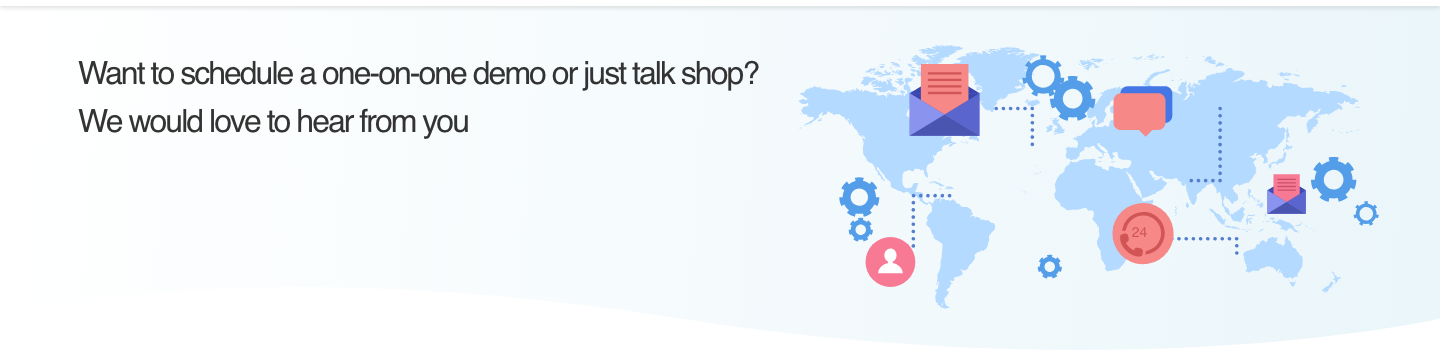 Want to schedule a one-on-one demo or just talk shop?
We would love to hear from you
24